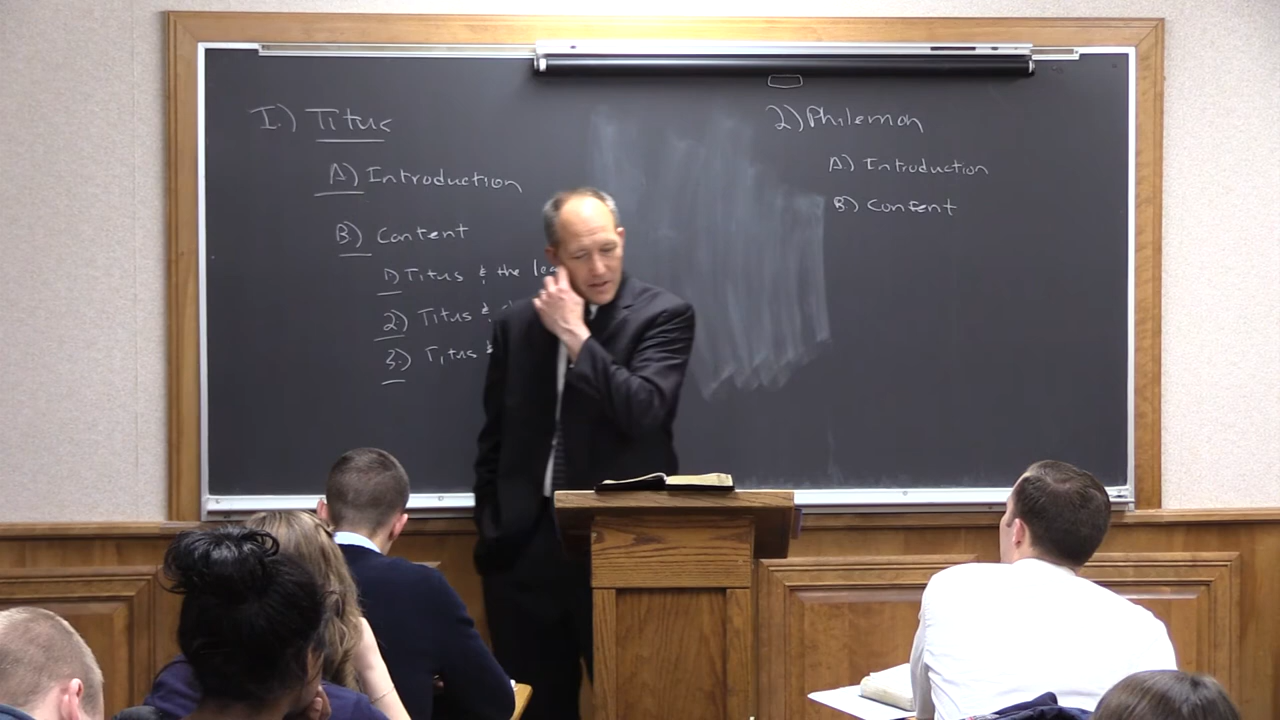 I.) Titus
A) Introduction
B) Content
1) Titus & the
2.) Titus &
3.) Titus &
2) Philemon
A.) Introduction
B.) Content